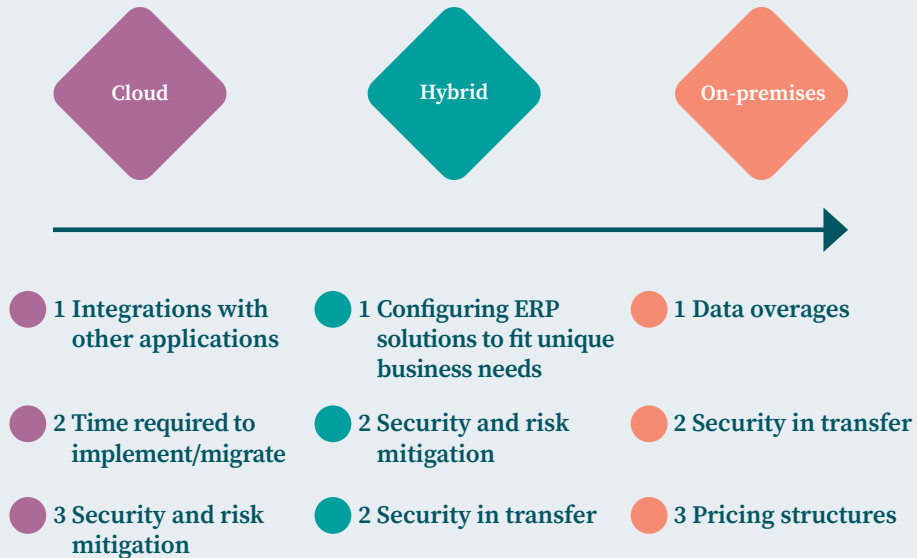 Cloud
Hybrid
On-premises
1 Integrations with
other applications
2 Time required to
implement/migrate
3 Security and risk
mitigation
1 Configuring ERP
solutions to fit unique
business needs
2 Security and risk
mitigation
2 Security in transfer
1 Data overages
2 Security in transfer
3 Pricing structures